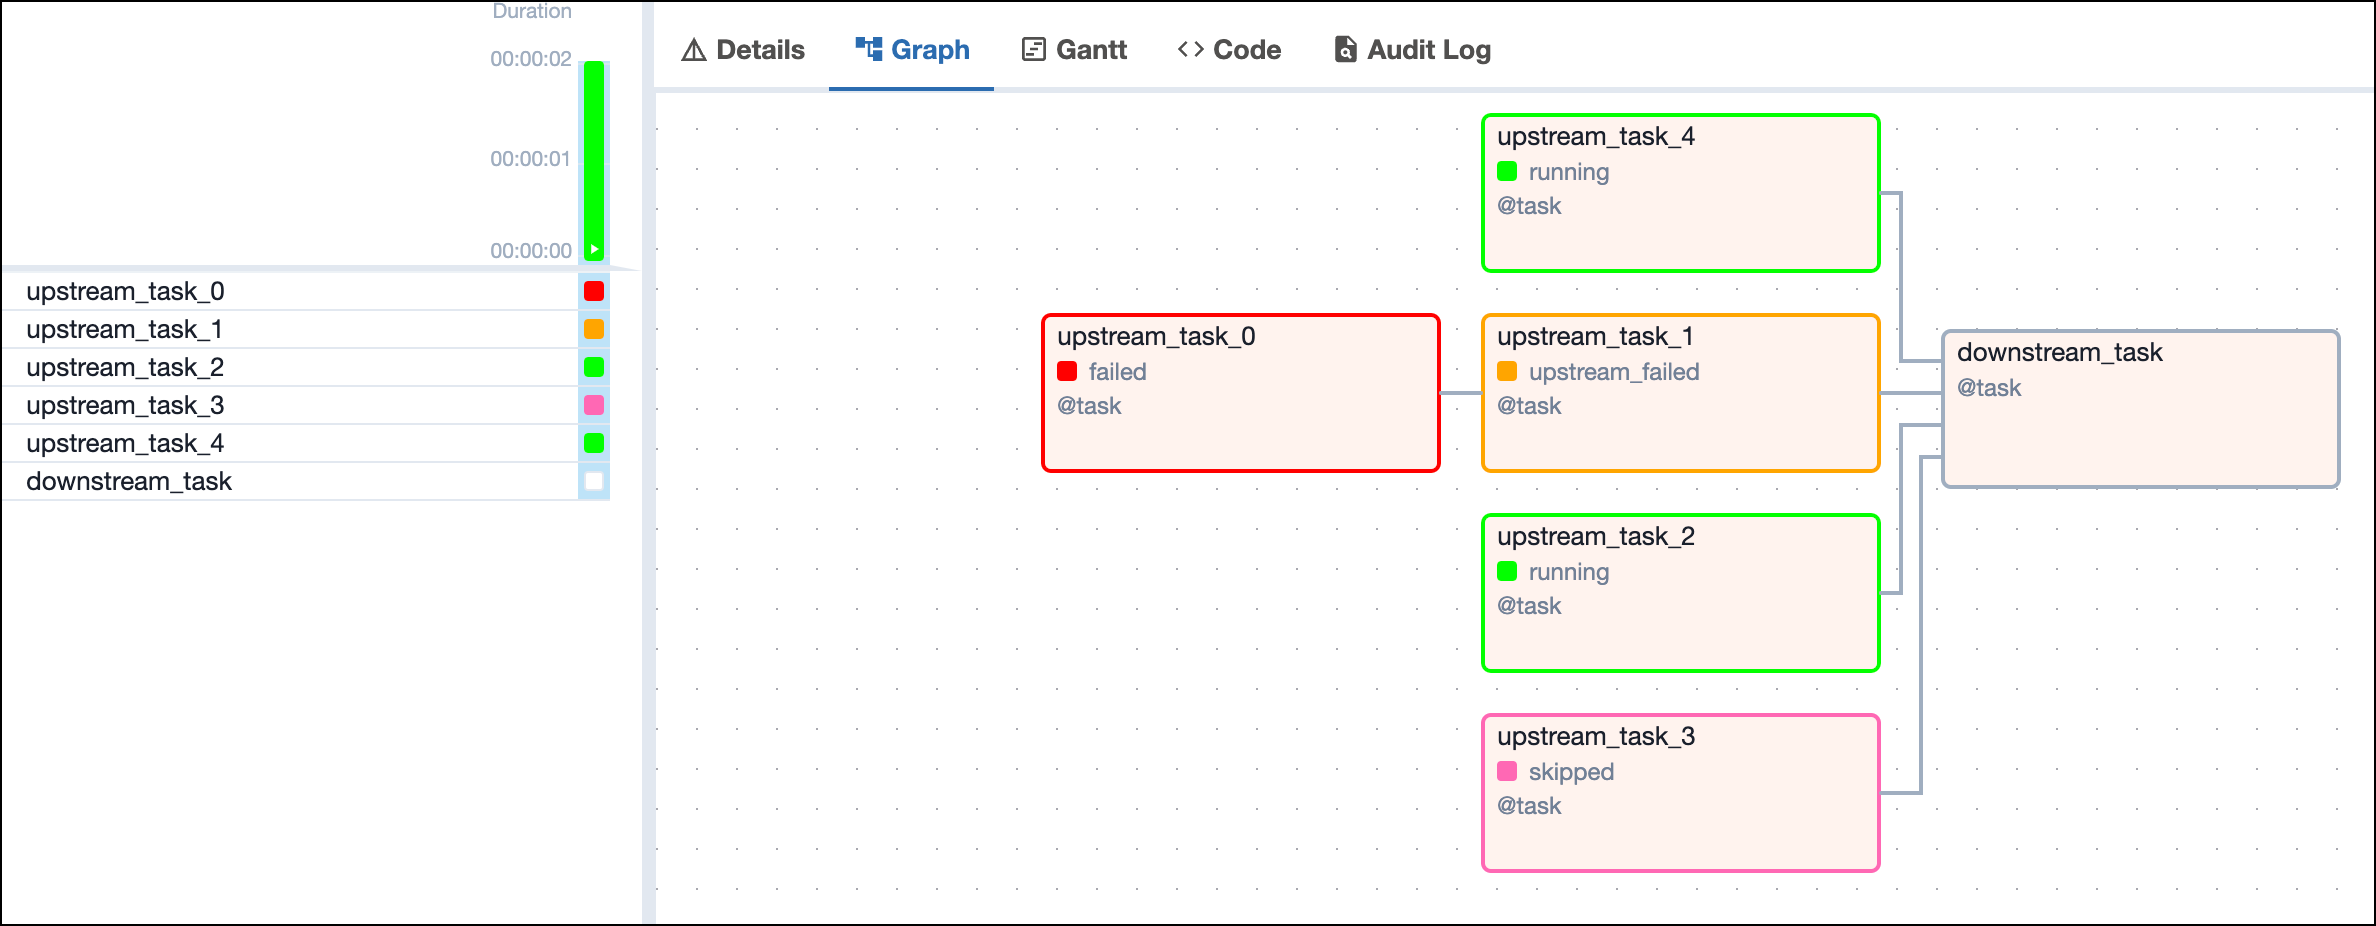 Duration
00:00:02
00:00:01
00:00:00
upstream_task_0
upstream_task_1
upstream_task_2
upstream_task_3
upstream_task_4
downstream_task
Details Graph Gantt Code Audit Log
upstream_task_4
running
@task
upstream_task_0
failed
@task
upstream_task_1
upstream_failed
@task
downstream_task
@task
upstream_task_2
running
@task
upstream_task_3
skipped
@task